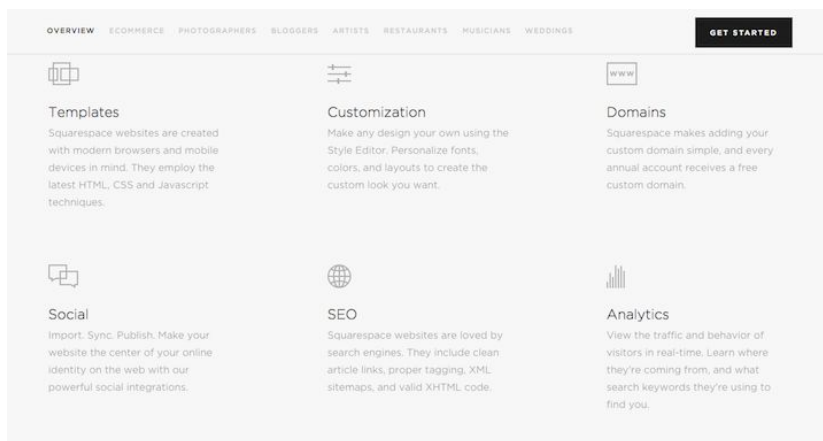 OVERVIEW ECOMMERCE PHOTOGRAPHERS BLOGGERS ARTISTS RESTAURANTS MUSICIANS WEDDINGS GET STARTED
www
Templates
Squarespace websites are created
with modern browsers and mobile
devices in mind. They employ the
latest HTML, CSS and Javascript
techniques.
Customization
Make any design your own using the
Style Editor. Personalize fonts,
colors, and layouts to create the
custom look you want.
Domains
Squarespace makes adding your
custom domain simple, and every
annual account receives a free
custom domain.
Social
Import. Sync. Publish. Make your
website the center of your online
identity on the web with our
powerful social integrations.
SEO
Squarespace websites are loved by
search engines. They include clean
article links, proper tagging, XML
sitemaps, and valid XHTML code.
Analytics
View the traffic and behavior of
visitors in real-time. Learn where
they're coming from, and what
search keywords they're using to
find you.